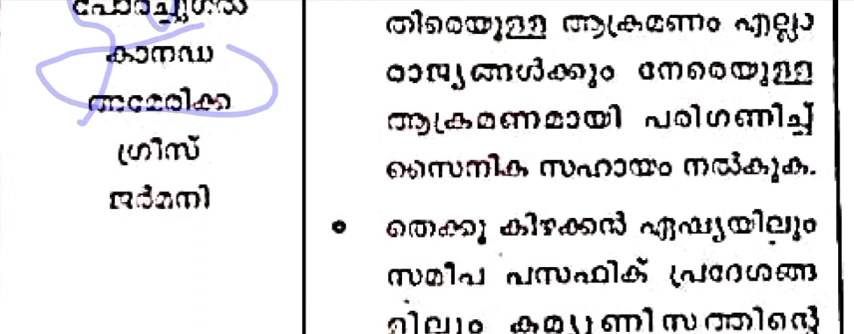 പോർച്ചുഗൽ
കാനഡ
അമേരിക്ക
ഗ്രീസ്
ജർമനി
തിരെയുള്ള ആക്രമണം എല്ലാ
രാജ്യങ്ങൾക്കും നേരെയുള്ള
ആക്രമണമായി പരിഗണിച്ച്
സൈനിക സഹായം നൽകുക.
• തെക്കു കിഴക്കൻ ഏഷ്യയിലും
സമീപ പസഫിക് പ്രദേശങ്ങ
ളിലും കമ്യൂണിസത്തിന്റെ